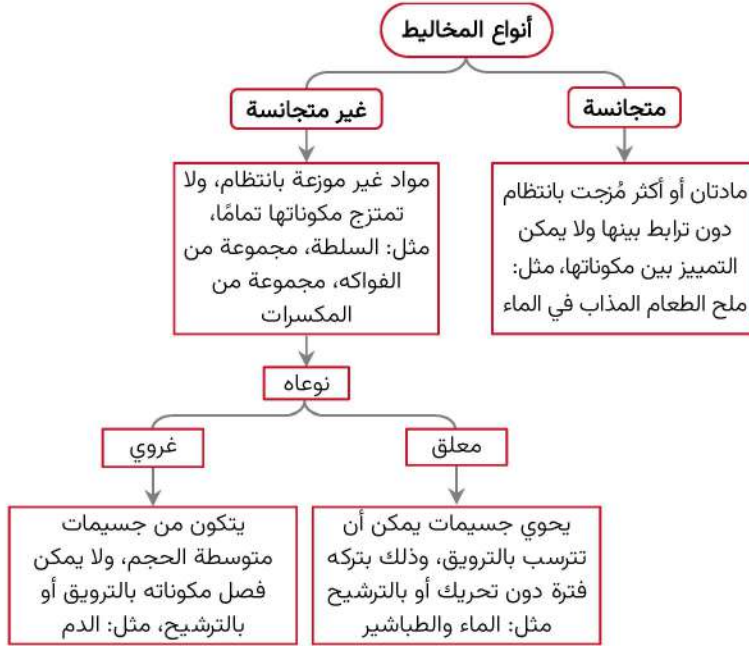 أنواع المخاليط
متجانسة
مادتان أو أكثر مُزجت بانتظام
دون ترابط بينها ولا يمكن
التمييز بين مكوناتها، مثل:
ملح الطعام المذاب في الماء
غير متجانسة
مواد غير موزعة بانتظام، ولا
تمتزج مكوناتها تمامًا،
مثل: السلطة، مجموعة من
الفواكه، مجموعة من
المكسرات
نوعاه
معلق
يحوي جسيمات يمكن أن
تترسب بالترويق، وذلك بتركه
فترة دون تحريك أو بالترشيح
مثل: الماء والطباشير
غروي
يتكون من جسيمات
متوسطة الحجم، ولا يمكن
فصل مكوناته بالترويق أو
بالترشيح، مثل: الدم